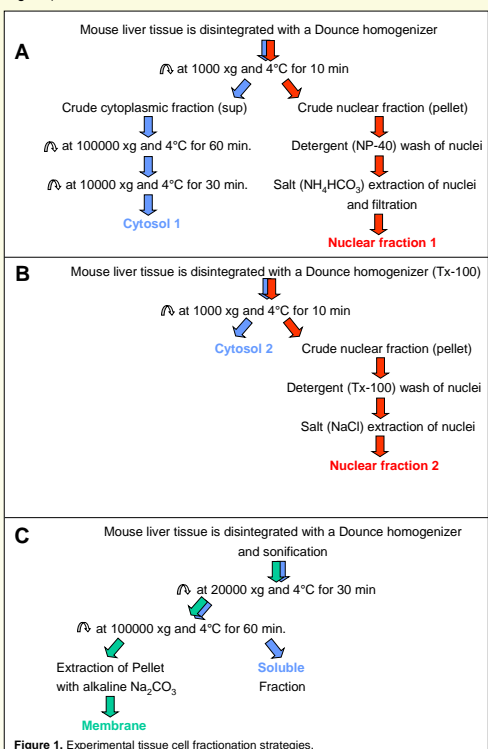 A
Mouse liver tissue is disintegrated with a Dounce homogenizer
at 1000 xg and 4°C for 10 min
Crude cytoplasmic fraction (sup)
Crude nuclear fraction (pellet)
at 100000 xg and 4°C for 60 min.
Detergent (NP-40) wash of nuclei
at 10000 xg and 4°C for 30 min.
Salt (NH₄HCO₃) extraction of nuclei
and filtration
Cytosol 1
Nuclear fraction 1
B
Mouse liver tissue is disintegrated with a Dounce homogenizer (Tx-100)
at 1000 xg and 4°C for 10 min
Cytosol 2
Crude nuclear fraction (pellet)
Detergent (Tx-100) wash of nuclei
Salt (NaCl) extraction of nuclei
Nuclear fraction 2
C
Mouse liver tissue is disintegrated with a Dounce homogenizer
and sonification
at 20000 xg and 4°C for 30 min
at 100000 xg and 4°C for 60 min.
Extraction of Pellet
with alkaline Na₂CO₃
Soluble
Fraction
Membrane
Figure 1. Experimental tissue cell fractionation strategies.